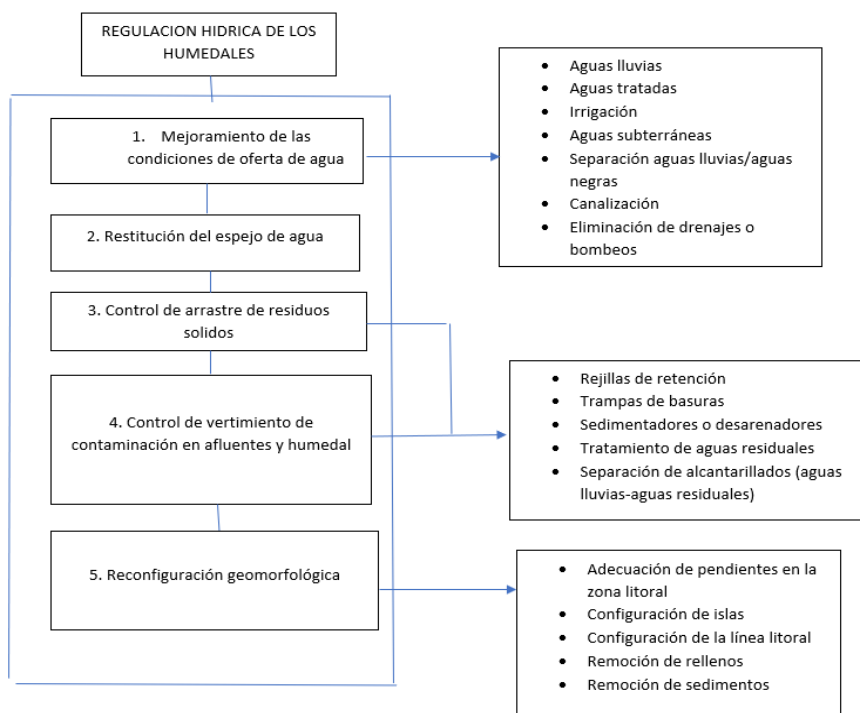 REGULACION HIDRICA DE LOS
HUMEDALES
1. Mejoramiento de las
condiciones de oferta de agua
• Aguas lluvias
• Aguas tratadas
• Irrigación
• Aguas subterráneas
• Separación aguas lluvias/aguas
negras
• Canalización
• Eliminación de drenajes o
bombeos
2. Restitución del espejo de agua
3. Control de arrastre de residuos
solidos
4. Control de vertimiento de
contaminación en afluentes y humedal
• Rejillas de retención
• Trampas de basuras
• Sedimentadores o desarenadores
• Tratamiento de aguas residuales
• Separación de alcantarillados (aguas
lluvias-aguas residuales)
5. Reconfiguración geomorfológica
• Adecuación de pendientes en la
zona litoral
• Configuración de islas
• Configuración de la línea litoral
• Remoción de rellenos
• Remoción de sedimentos